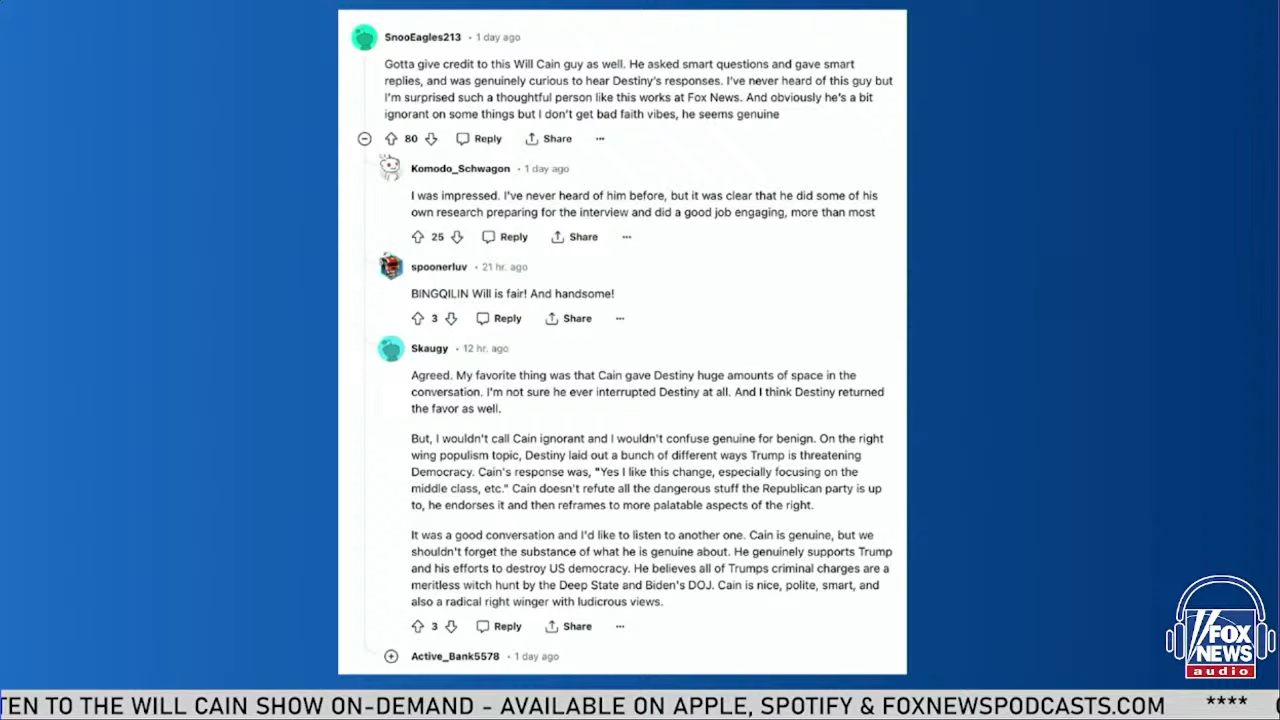 SnooEagles213 • 1 day ago
Gotta give credit to this Will Cain guy as well. He asked smart questions and gave smart
replies, and was genuinely curious to hear Destiny's responses. I've never heard of this guy but
I'm surprised such a thoughtful person like this works at Fox News. And obviously he's a bit
ignorant on some things but I don't get bad faith vibes, he seems genuine
80 Reply Share ...
Komodo_Schwagon • 1 day ago
I was impressed. I've never heard of him before, but it was clear that he did some of his
own research preparing for the interview and did a good job engaging, more than most
25 Reply Share ...
spoonerluv • 21 hr. ago
BINGQILIN Will is fair! And handsome!
3 Reply Share ...
Skaugy • 12 hr. ago
Agreed. My favorite thing was that Cain gave Destiny huge amounts of space in the
conversation. I'm not sure he ever interrupted Destiny at all. And I think Destiny returned
the favor as well.
But, I wouldn't call Cain ignorant and I wouldn't confuse genuine for benign. On the right
wing populism topic, Destiny laid out a bunch of different ways Trump is threatening
Democracy. Cain's response was, "Yes I like this change, especially focusing on the
middle class, etc." Cain doesn't refute all the dangerous stuff the Republican party is up
to, he endorses it and then reframes to more palatable aspects of the right.
It was a good conversation and I'd like to listen to another one. Cain is genuine, but we
shouldn't forget the substance of what he is genuine about. He genuinely supports Trump
and his efforts to destroy US democracy. He believes all of Trumps criminal charges are a
meritless witch hunt by the Deep State and Biden's DOJ. Cain is nice, polite, smart, and
also a radical right winger with ludicrous views.
3 Reply Share ...
Active_Bank5578 • 1 day ago
FOX
NEWS
audio
TEN TO THE WILL CAIN SHOW ON-DEMAND - AVAILABLE ON APPLE, SPOTIFY & FOXNEWSPODCASTS.COM ****